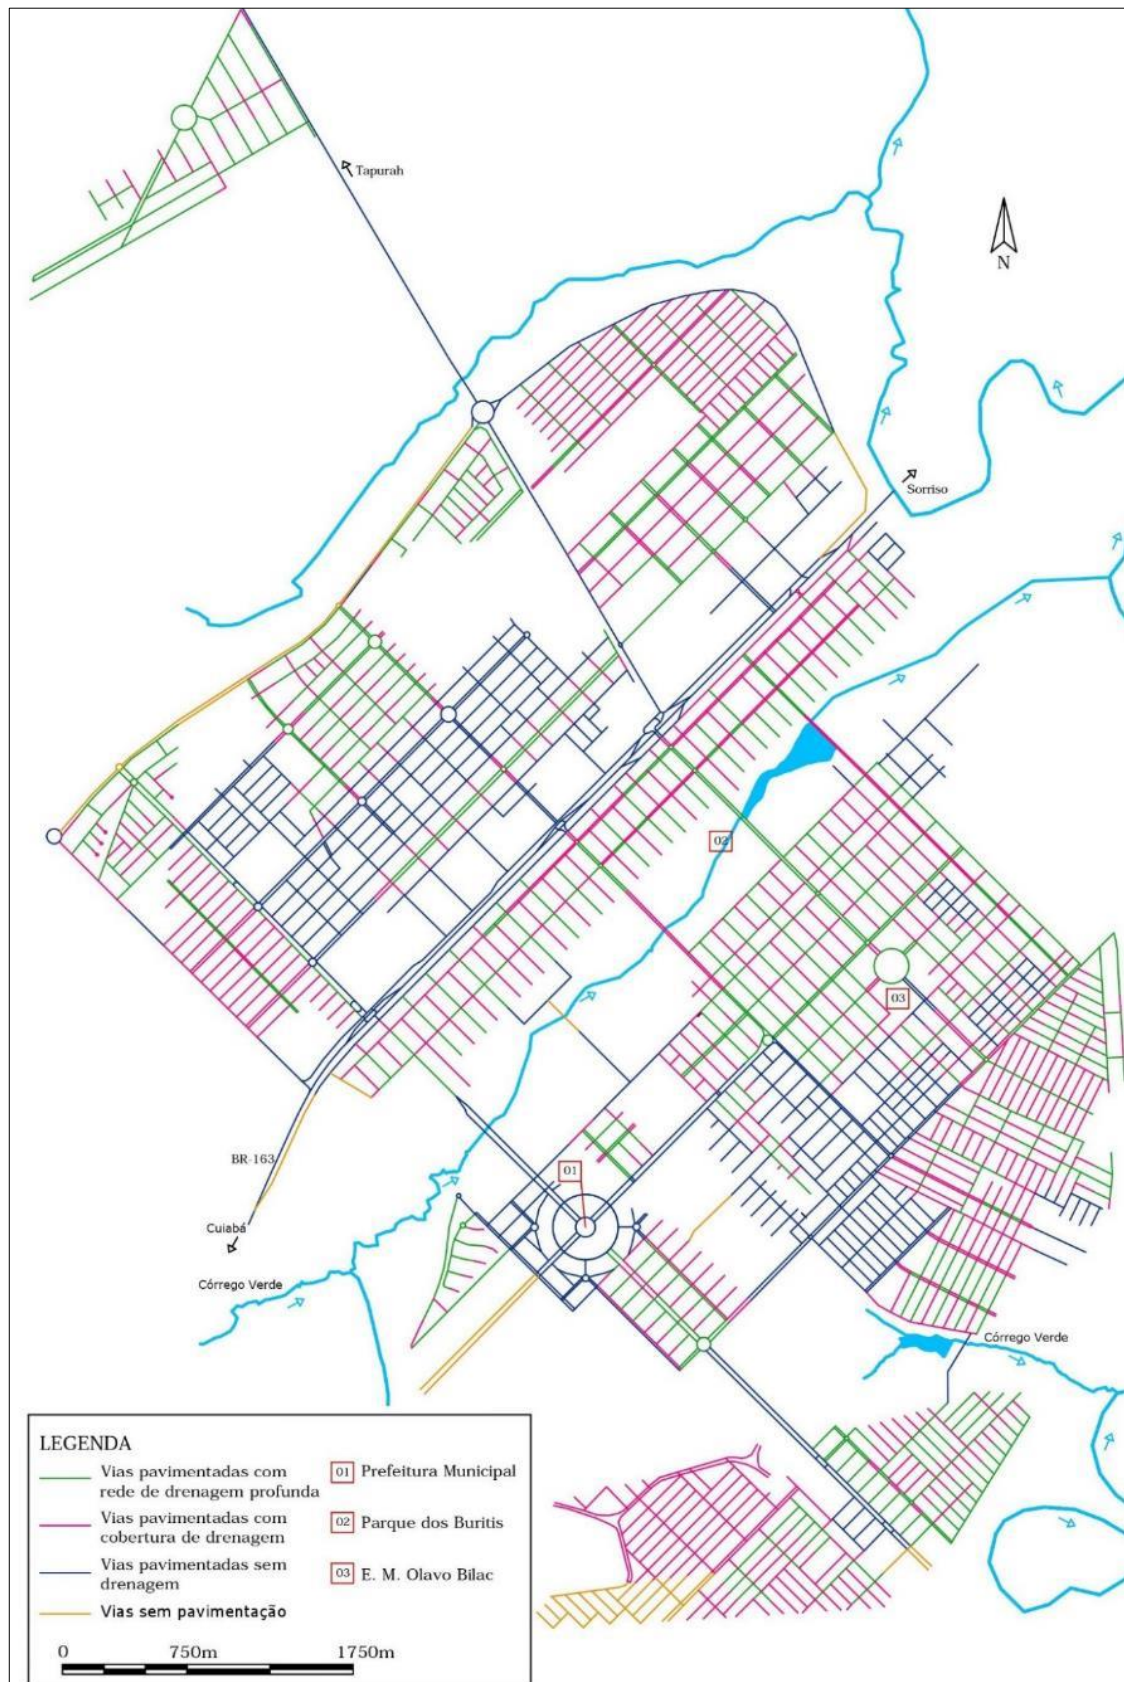 Tapurah
N
Sorriso
02
03
BR-163
01
Cuiabá
Córrego Verde
Córrego Verde
LEGENDA
Vias pavimentadas com
rede de drenagem profunda
Vias pavimentadas com
cobertura de drenagem
Vias pavimentadas sem
drenagem
Vias sem pavimentação
01 Prefeitura Municipal
02 Parque dos Buritis
03 E. M. Olavo Bilac
0 750m 1750m